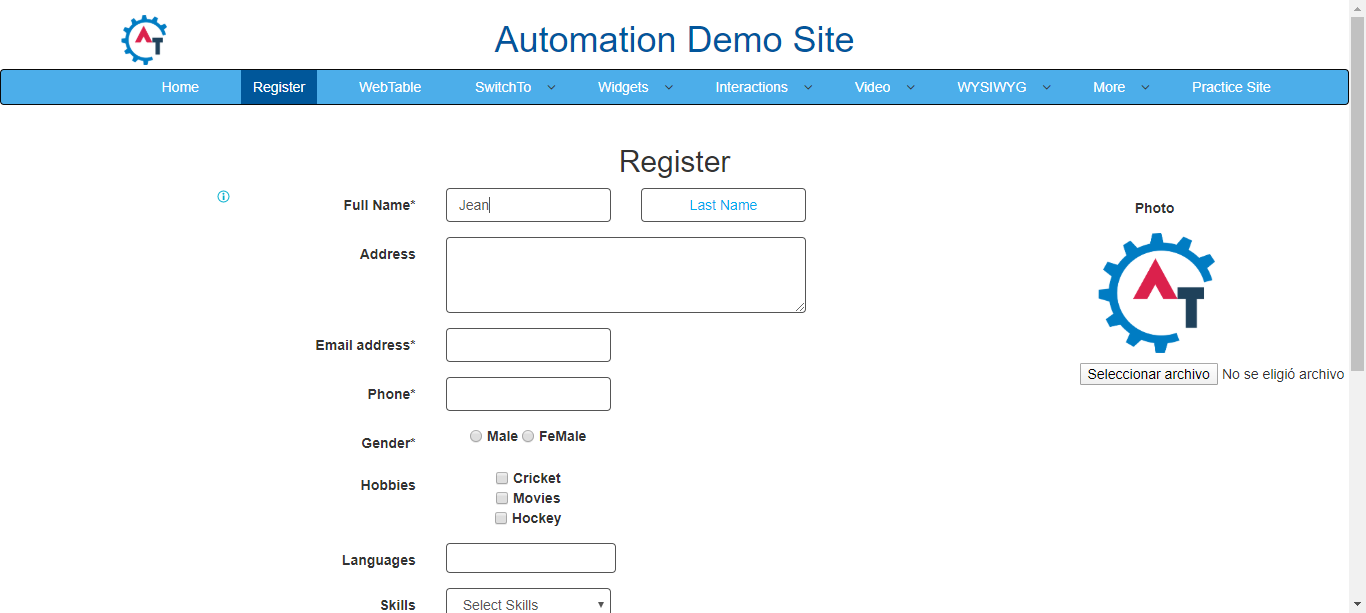 AT
Automation Demo Site
Home Register WebTable SwitchTo Widgets Interactions Video WYSIWYG More Practice Site
Register
Full Name* Jean Last Name
Photo
Address
AT
Email address*
Seleccionar archivo No se eligió archivo
Phone*
Gender* Male FeMale
Hobbies Cricket
Movies
Hockey
Languages
Skills Select Skills